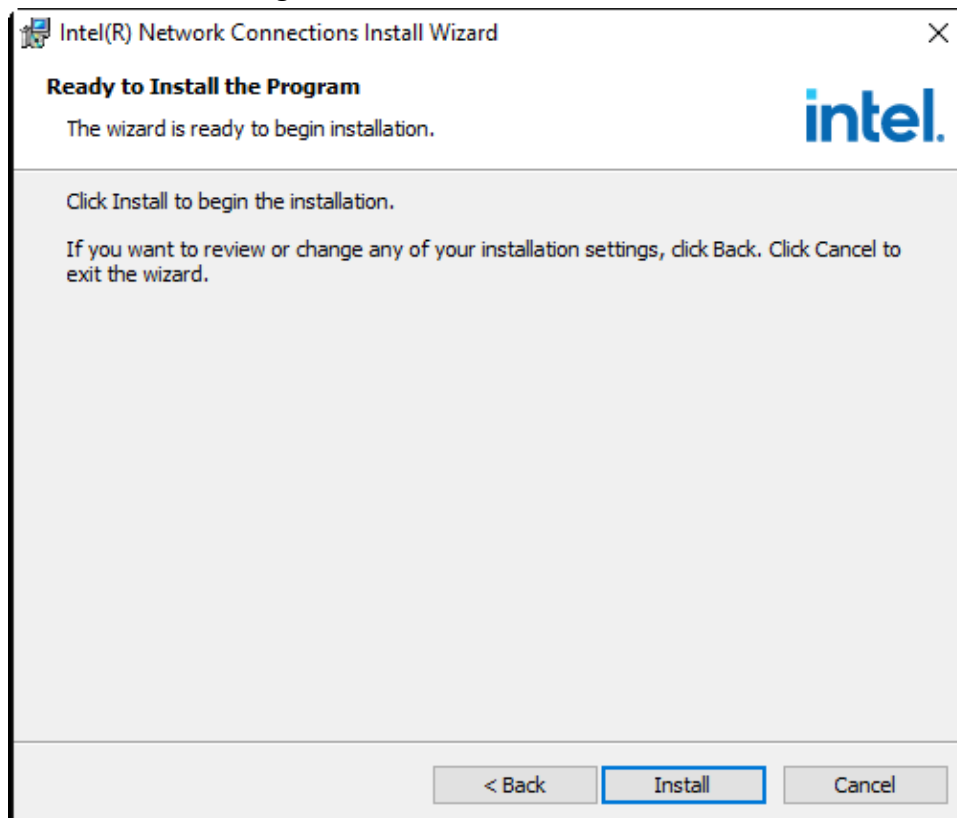 Intel(R) Network Connections Install Wizard
Ready to Install the Program
The wizard is ready to begin installation.
intel.
Click Install to begin the installation.
If you want to review or change any of your installation settings, click Back. Click Cancel to
exit the wizard.
< Back
Install
Cancel